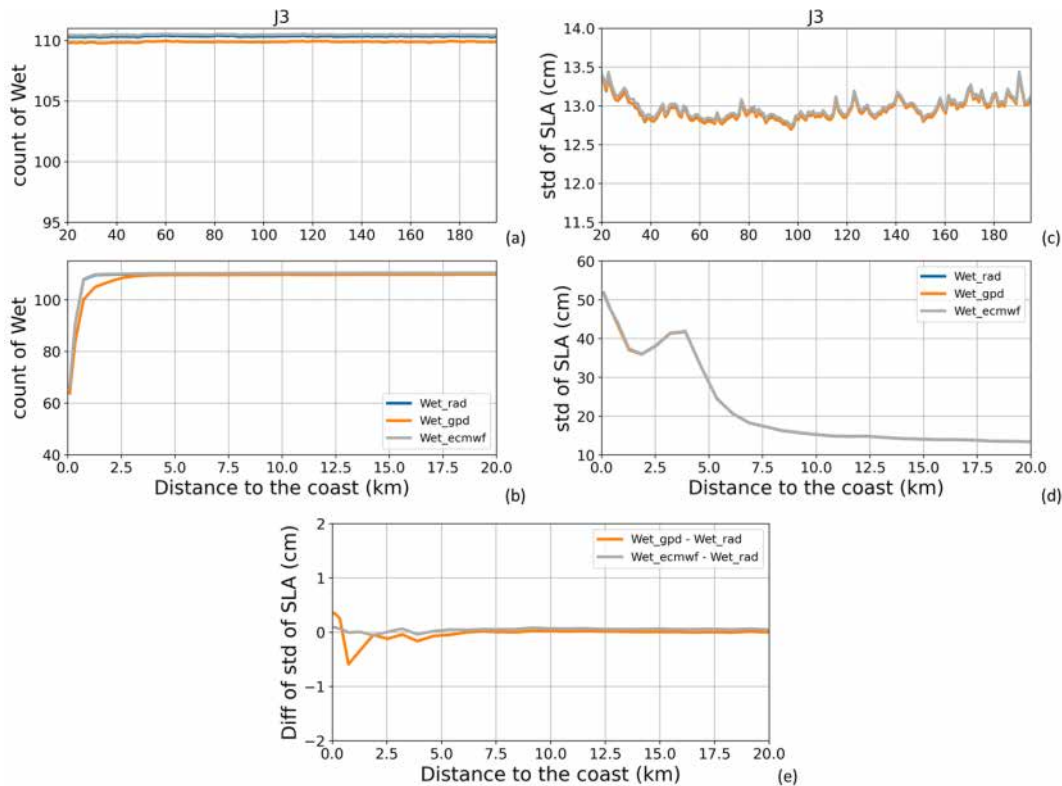 J3
count of Wet
110
105
100
95
20 40 60 80 100 120 140 160 180
(a)
J3
std of SLA (cm)
14.0
13.5
13.0
12.5
12.0
11.5
20 40 60 80 100 120 140 160 180
(c)
count of Wet
100
80
60
40
Wet_rad
Wet_gpd
Wet_ecmwf
0.0 2.5 5.0 7.5 10.0 12.5 15.0 17.5 20.0
Distance to the coast (km)
(b)
std of SLA (cm)
60
50
40
30
20
10
Wet_rad
Wet_gpd
Wet_ecmwf
0.0 2.5 5.0 7.5 10.0 12.5 15.0 17.5 20.0
Distance to the coast (km)
(d)
Diff of std of SLA (cm)
2
1
0
−1
−2
Wet_gpd - Wet_rad
Wet_ecmwf - Wet_rad
0.0 2.5 5.0 7.5 10.0 12.5 15.0 17.5 20.0
Distance to the coast (km)
(e)